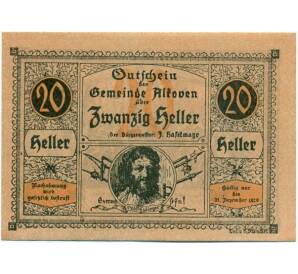 Gutschein
der
Gemeinde Alkoven
über
20 Zwanzig Heller 20
Heller Heller
Der Bürgermeister: J.
Nachahmung
wird
gesetzlich bestraft
Gültig nur
bis
31. Dezember 1920